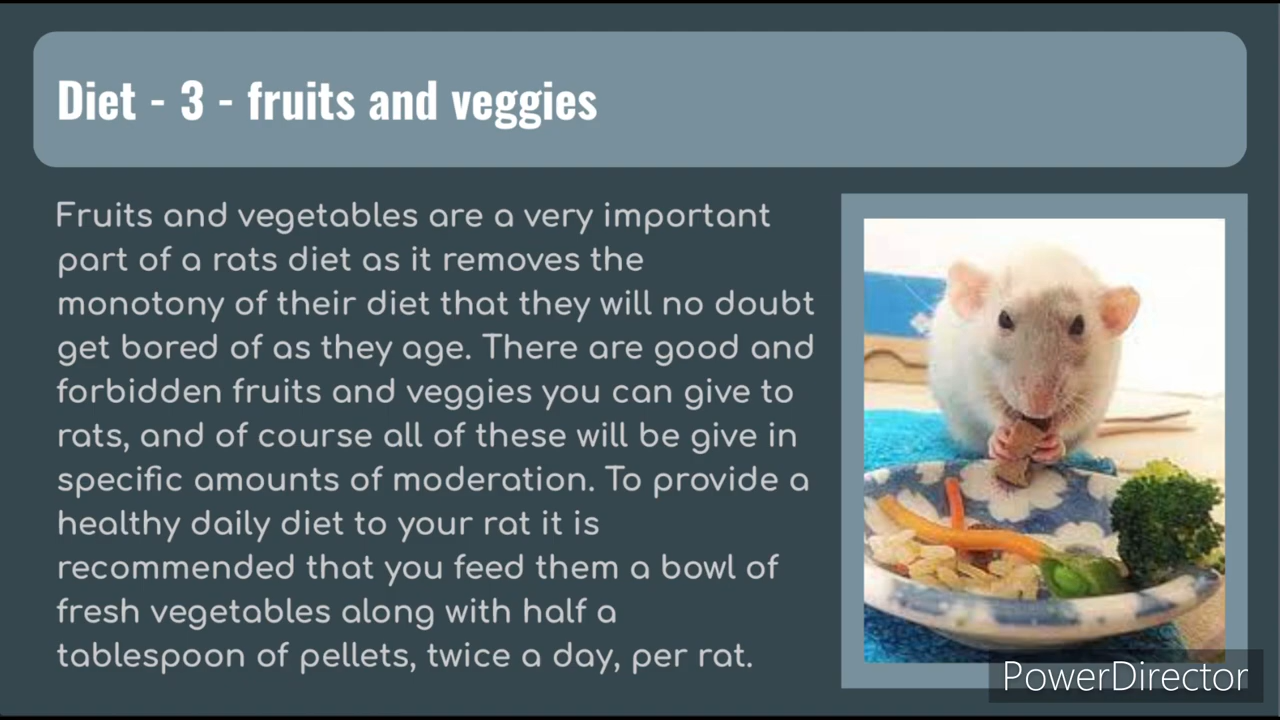 Diet - 3 - fruits and veggies
Fruits and vegetables are a very important
part of a rats diet as it removes the
monotony of their diet that they will no doubt
get bored of as they age. There are good and
forbidden fruits and veggies you can give to
rats, and of course all of these will be give in
specific amounts of moderation. To provide a
healthy daily diet to your rat it is
recommended that you feed them a bowl of
fresh vegetables along with half a
tablespoon of pellets, twice a day, per rat.
PowerDirector